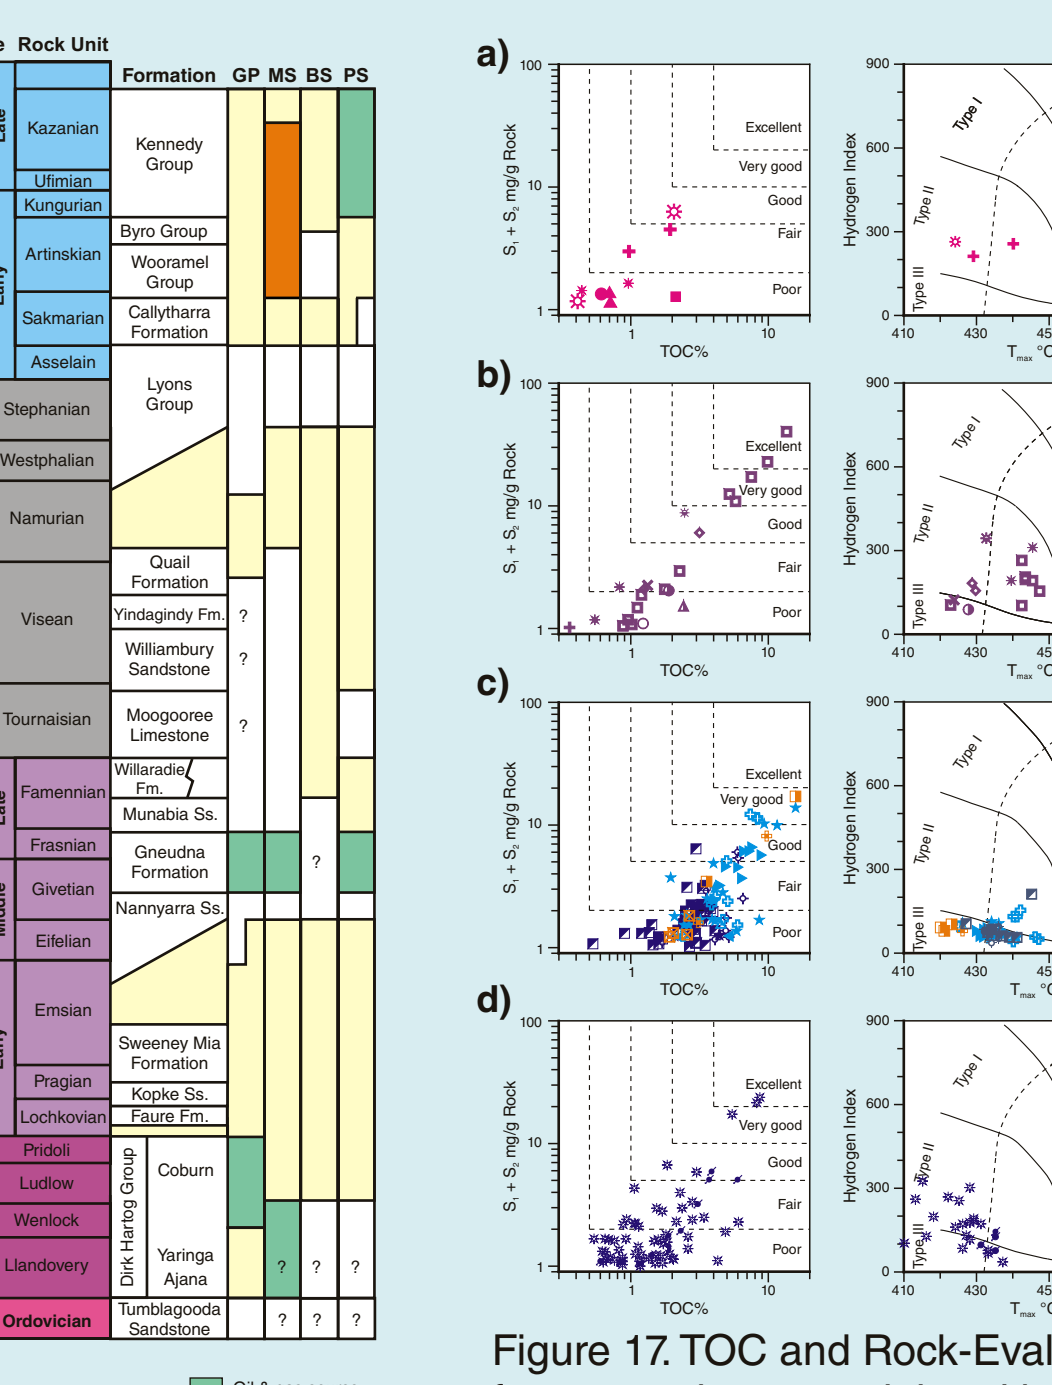 Rock Unit
Formation GP MS BS PS
Late
Kazanian
Kennedy
Group
Ufimian
Kungurian
Early
Artinskian
Byro Group
Wooramel
Group
Sakmarian
Callytharra
Formation
Asselain
Lyons
Group
Stephanian
Westphalian
Namurian
Quail
Formation
Visean
Yindagindy Fm. ?
Williambury
Sandstone
?
Tournaisian
Moogooree
Limestone
?
Late
Famennian
Willaradie
Fm.
Munabia Ss.
Frasnian
Gneudna
Formation
?
Middle
Givetian
Nannyarra Ss.
Eifelian
Early
Emsian
Sweeney Mia
Formation
Pragian
Kopke Ss.
Lochkovian
Faure Fm.
Pridoli
Dirk Hartog Group
Coburn
Ludlow
Wenlock
Llandovery
Yaringa
Ajana
? ? ?
Ordovician
Tumblagooda
Sandstone
? ? ?
a)
100
10
1
S1 + S2 mg/g Rock
Excellent
Very good
Good
Fair
Poor
1 10
TOC%
900
600
300
0
Hydrogen Index
Type I
Type II
Type III
410 430 45
Tmax °C
b)
100
10
1
S1 + S2 mg/g Rock
Excellent
Very good
Good
Fair
Poor
1 10
TOC%
900
600
300
0
Hydrogen Index
Type I
Type II
Type III
410 430 45
Tmax °C
c)
100
10
1
S1 + S2 mg/g Rock
Excellent
Very good
Good
Fair
Poor
1 10
TOC%
900
600
300
0
Hydrogen Index
Type I
Type II
Type III
410 430 45
Tmax °C
d)
100
10
1
S1 + S2 mg/g Rock
Excellent
Very good
Good
Fair
Poor
1 10
TOC%
900
600
300
0
Hydrogen Index
Type I
Type II
Type III
410 430 45
Tmax °C
Figure 17. TOC and Rock-Eval